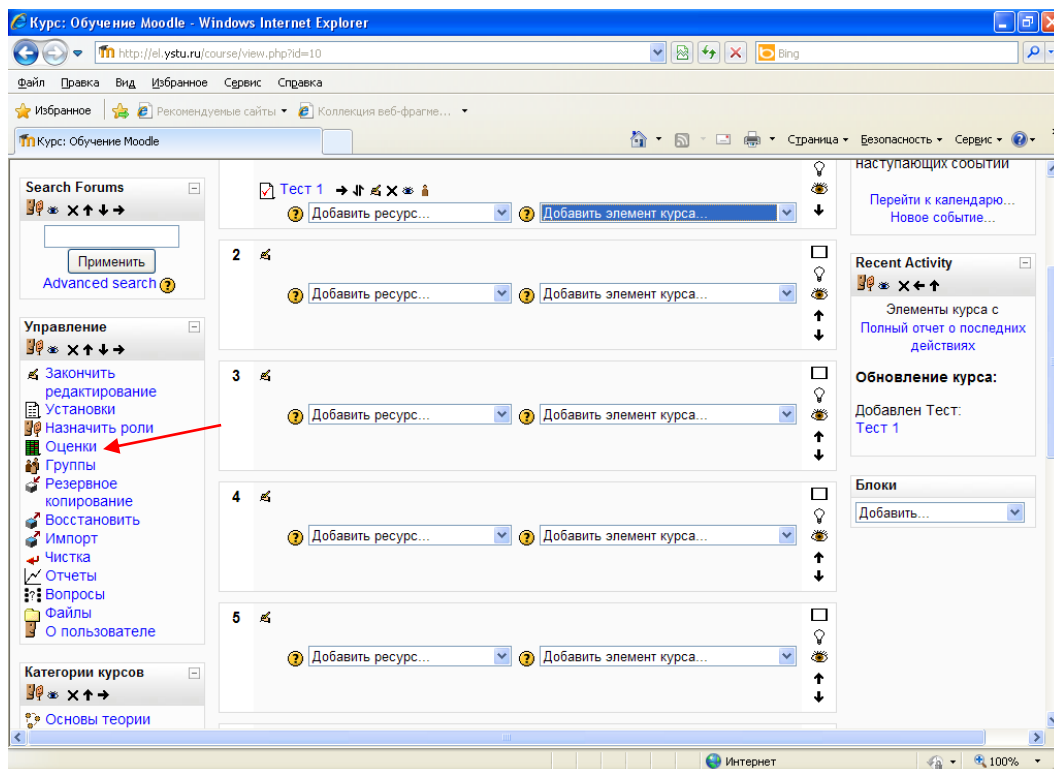 Курс: Обучение Moodle - Windows Internet Explorer
http://el.ystu.ru/course/view.php?id=10
Bing
Файл Правка Вид Избранное Сервис Справка
Избранное Рекомендуемые сайты Коллекция веб-фрагме...
Курс: Обучение Moodle
Страница Безопасность Сервис
Search Forums
Применить
Advanced search
Управление
Закончить
редактирование
Установки
Назначить роли
Оценки
Группы
Резервное
копирование
Восстановить
Импорт
Чистка
Отчеты
Вопросы
Файлы
О пользователе
Категории курсов
Основы теории
Тест 1
Добавить ресурс... Добавить элемент курса...
2
Добавить ресурс... Добавить элемент курса...
3
Добавить ресурс... Добавить элемент курса...
4
Добавить ресурс... Добавить элемент курса...
5
Добавить ресурс... Добавить элемент курса...
наступающих событий
Перейти к календарю...
Новое событие...
Recent Activity
Элементы курса с
Полный отчет о последних
действиях
Обновление курса:
Добавлен Тест:
Тест 1
Блоки
Добавить...
Интернет
100%